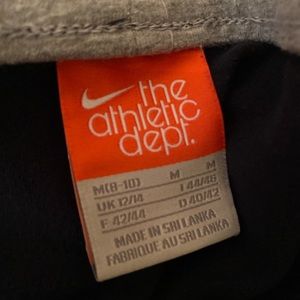 the
athletic
dept.
M(8-10) M M
UK 12/14 I 44/46
F 42/44 D 40/42
MADE IN SRI LANKA
FABRIQUE AU SRI LANKA